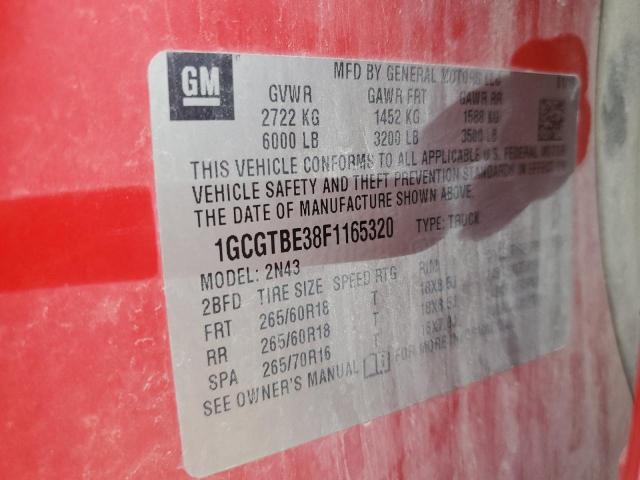 GM
MFD BY GENERAL MOTORS LLC
GVWR GAWR FRT GAWR RR
2722 KG 1452 KG 1588 KG
6000 LB 3200 LB 3500 LB
THIS VEHICLE CONFORMS TO ALL APPLICABLE U.S. FEDERAL MOTOR
VEHICLE SAFETY AND THEFT PREVENTION STANDARDS IN EFFECT ON
THE DATE OF MANUFACTURE SHOWN ABOVE.
1GCGTBE38F1165320 TYPE: TRUCK
MODEL: 2N43
2BFD TIRE SIZE SPEED RTG RIM
FRT 265/60R18 T 18X8.5J
RR 265/60R18 T 18X8.5J
SPA 265/70R16 T
SEE OWNER'S MANUAL FOR MORE IN